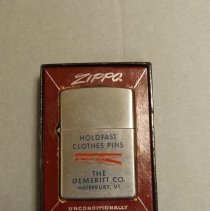 ZIPPO
HOLDFAST
CLOTHES PINS
THE
DEMERITT CO.
WATERBURY, VT.
UNCONDITIONALLY